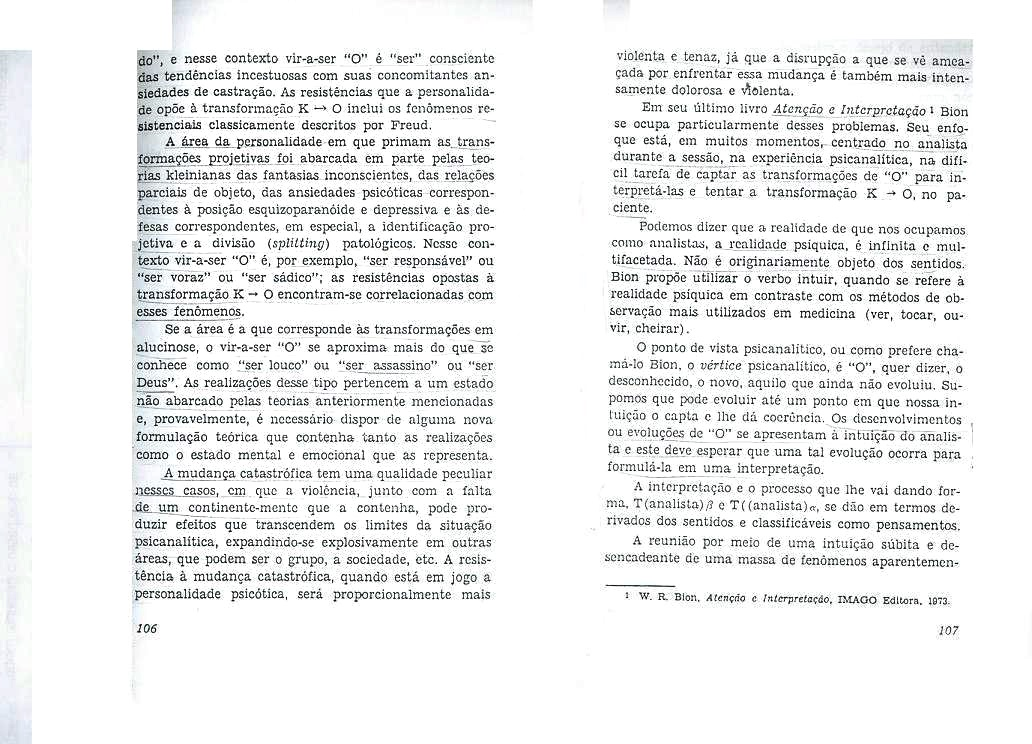 do", e nesse contexto vir-a-ser "O" é "ser" consciente
das tendências incestuosas com suas concomitantes an-
siedades de castração. As resistências que a personalida-
de opõe à transformação K → O inclui os fenômenos re-
sistenciais classicamente descritos por Freud.
A área da personalidade em que primam as trans-
formações projetivas foi abarcada em parte pelas teo-
rias kleinianas das fantasias inconscientes, das relações
parciais de objeto, das ansiedades psicóticas correspon-
dentes à posição esquizoparanóide e depressiva e às de-
fesas correspondentes, em especial, a identificação pro-
jetiva e a divisão (splitting) patológicos. Nesse con-
texto vir-a-ser "O" é, por exemplo, "ser responsável" ou
"ser voraz" ou "ser sádico"; as resistências opostas à
transformação K → O encontram-se correlacionadas com
esses fenômenos.
Se a área é a que corresponde às transformações em
alucinose, o vir-a-ser "O" se aproxima mais do que se
conhece como "ser louco" ou "ser assassino" ou "ser
Deus". As realizações desse tipo pertencem a um estado
não abarcado pelas teorias anteriormente mencionadas
e, provavelmente, é necessário dispor de alguma nova
formulação teórica que contenha tanto as realizações
como o estado mental e emocional que as representa.
A mudança catastrófica tem uma qualidade peculiar
nesses casos, em que a violência, junto com a falta
de um continente-mento que a contenha, pode pro-
duzir efeitos que transcendem os limites da situação
psicanalítica, expandindo-se explosivamente em outras
áreas, que podem ser o grupo, a sociedade, etc. A resis-
tência à mudança catastrófica, quando está em jogo a
personalidade psicótica, será proporcionalmente mais
106
violenta e tenaz, já que a disrupção a que se vê amea-
çada por enfrentar essa mudança é também mais inten-
samente dolorosa e violenta.
Em seu último livro Atenção e Interpretação 1 Bion
se ocupa particularmente desses problemas. Seu enfo-
que está, em muitos momentos, centrado no analista
durante a sessão, na experiência psicanalítica, na difí-
cil tarefa de captar as transformações de "O" para in-
terpretá-las e tentar a transformação K → O, no pa-
ciente.
Podemos dizer que a realidade de que nos ocupamos
como analistas, a realidade psíquica, é infinita e mul-
tifacetada. Não é originariamente objeto dos sentidos.
Bion propõe utilizar o verbo intuir, quando se refere à
realidade psíquica em contraste com os métodos de ob-
servação mais utilizados em medicina (ver, tocar, ou-
vir, cheirar).
O ponto de vista psicanalítico, ou como prefere cha-
má-lo Bion, o vértice psicanalítico, é "O", quer dizer, o
desconhecido, o novo, aquilo que ainda não evoluiu. Su-
pomos que pode evoluir até um ponto em que nossa in-
tuição o capta e lhe dá coerência. Os desenvolvimentos
ou evoluções de "O" se apresentam à intuição do analis-
ta e este deve esperar que uma tal evolução ocorra para
formulá-la em uma interpretação.
A interpretação e o processo que lhe vai dando for-
ma, T(analista)β e T((analista)α, se dão em termos de-
rivados dos sentidos e classificáveis como pensamentos.
A reunião por meio de uma intuição súbita e de-
sencadeante de uma massa de fenômenos aparentemen-
1 W. R. Bion, Atenção e Interpretação, IMAGO Editora, 1973.
107